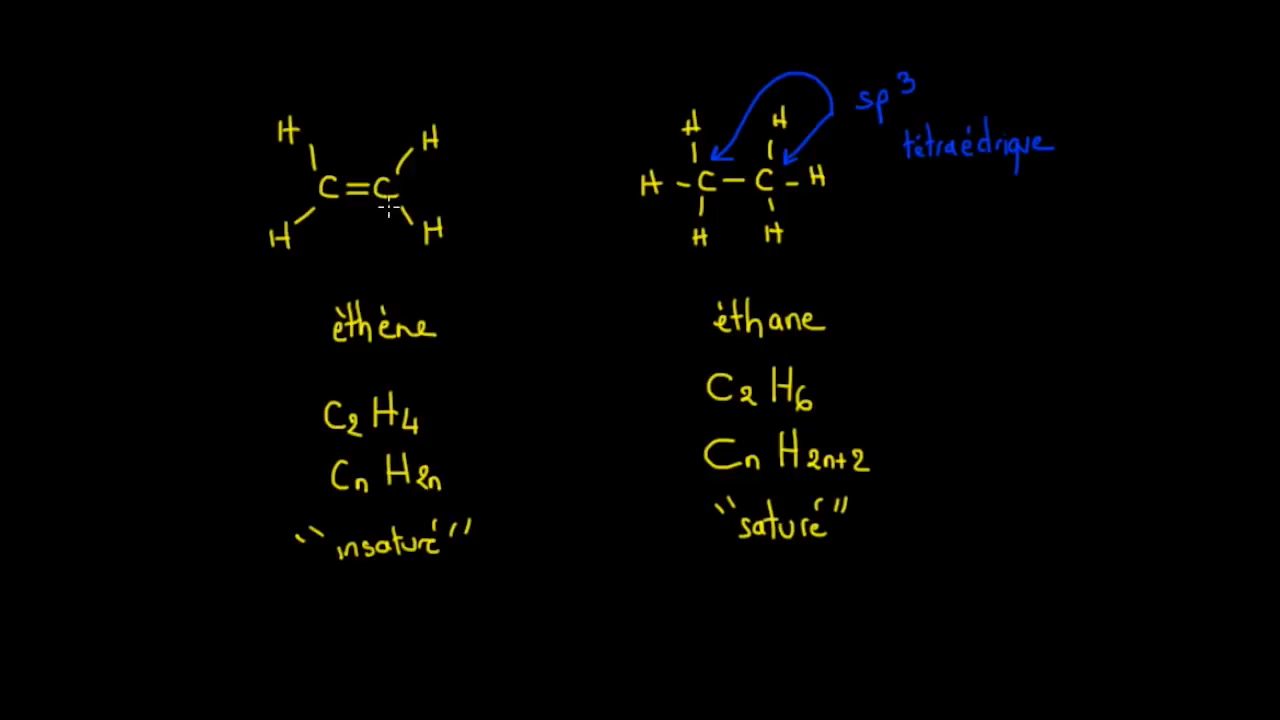 H H
C=C
H H
éthène
C₂H₄
CₙH₂ₙ
"insaturé"
H H
H-C-C-H
H H
sp³
tétraédrique
éthane
C₂H₆
CₙH₂ₙ₊₂
"saturé"